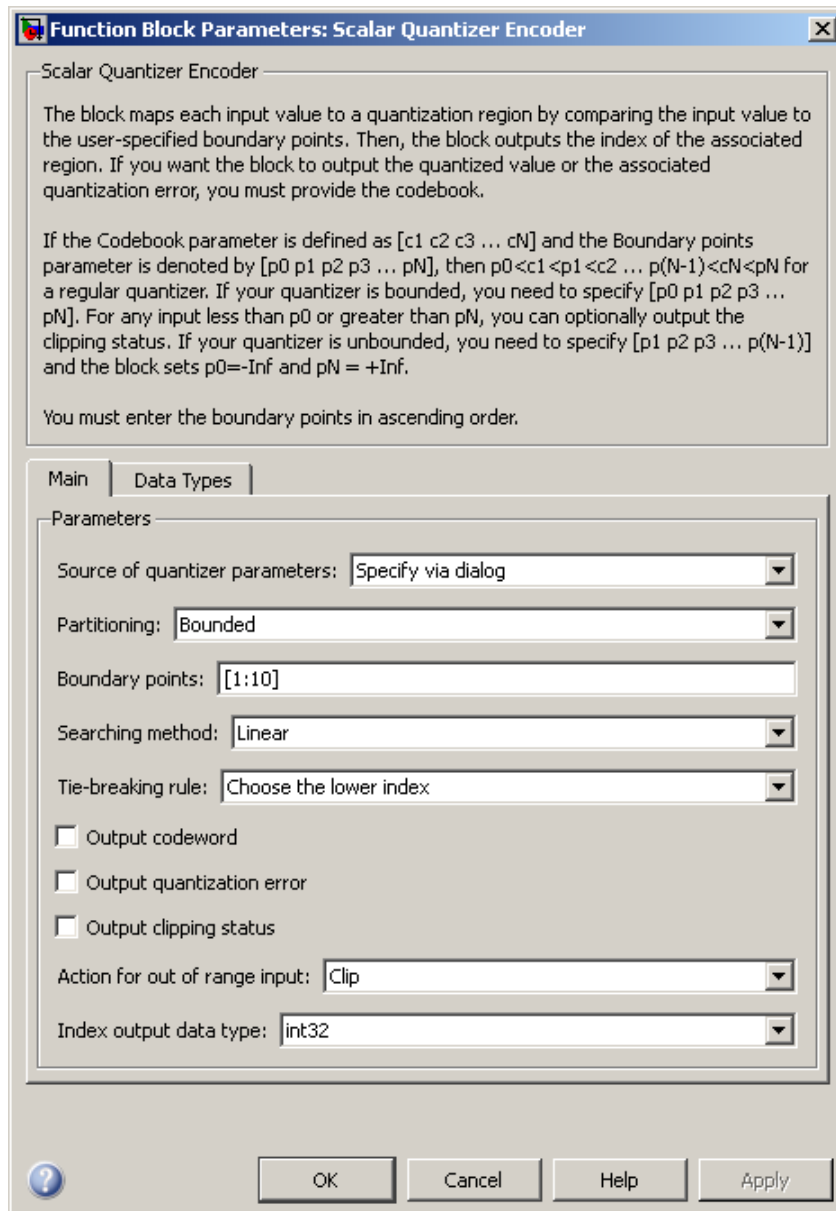 Function Block Parameters: Scalar Quantizer Encoder
Scalar Quantizer Encoder
The block maps each input value to a quantization region by comparing the input value to
the user-specified boundary points. Then, the block outputs the index of the associated
region. If you want the block to output the quantized value or the associated
quantization error, you must provide the codebook.
If the Codebook parameter is defined as [c1 c2 c3 ... cN] and the Boundary points
parameter is denoted by [p0 p1 p2 p3 ... pN], then p0<c1<p1<c2 ... p(N-1)<cN<pN for
a regular quantizer. If your quantizer is bounded, you need to specify [p0 p1 p2 p3 ...
pN]. For any input less than p0 or greater than pN, you can optionally output the
clipping status. If your quantizer is unbounded, you need to specify [p1 p2 p3 ... p(N-1)]
and the block sets p0=-Inf and pN = +Inf.
You must enter the boundary points in ascending order.
Main Data Types
Parameters
Source of quantizer parameters: Specify via dialog
Partitioning: Bounded
Boundary points: [1:10]
Searching method: Linear
Tie-breaking rule: Choose the lower index
Output codeword
Output quantization error
Output clipping status
Action for out of range input: Clip
Index output data type: int32
? OK Cancel Help Apply